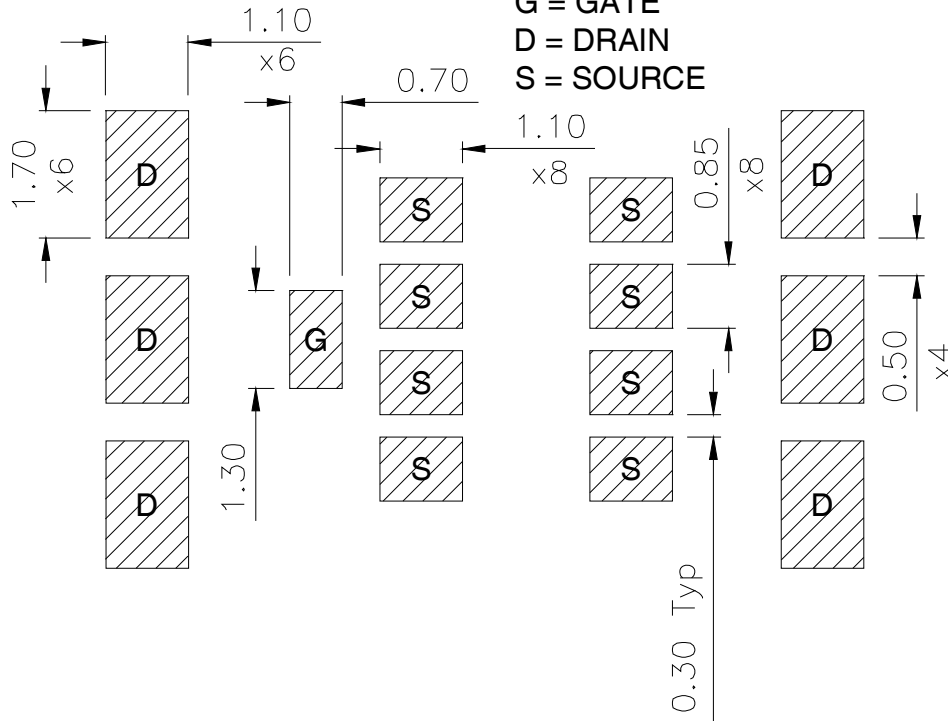 G = GATE
D = DRAIN
S = SOURCE
1.10
x6
0.70
1.10
x8
0.85
x8
1.70
x6
D
S
S
D
D
G
S
S
D
S
S
0.50
x4
1.30
D
S
S
D
0.30 Typ